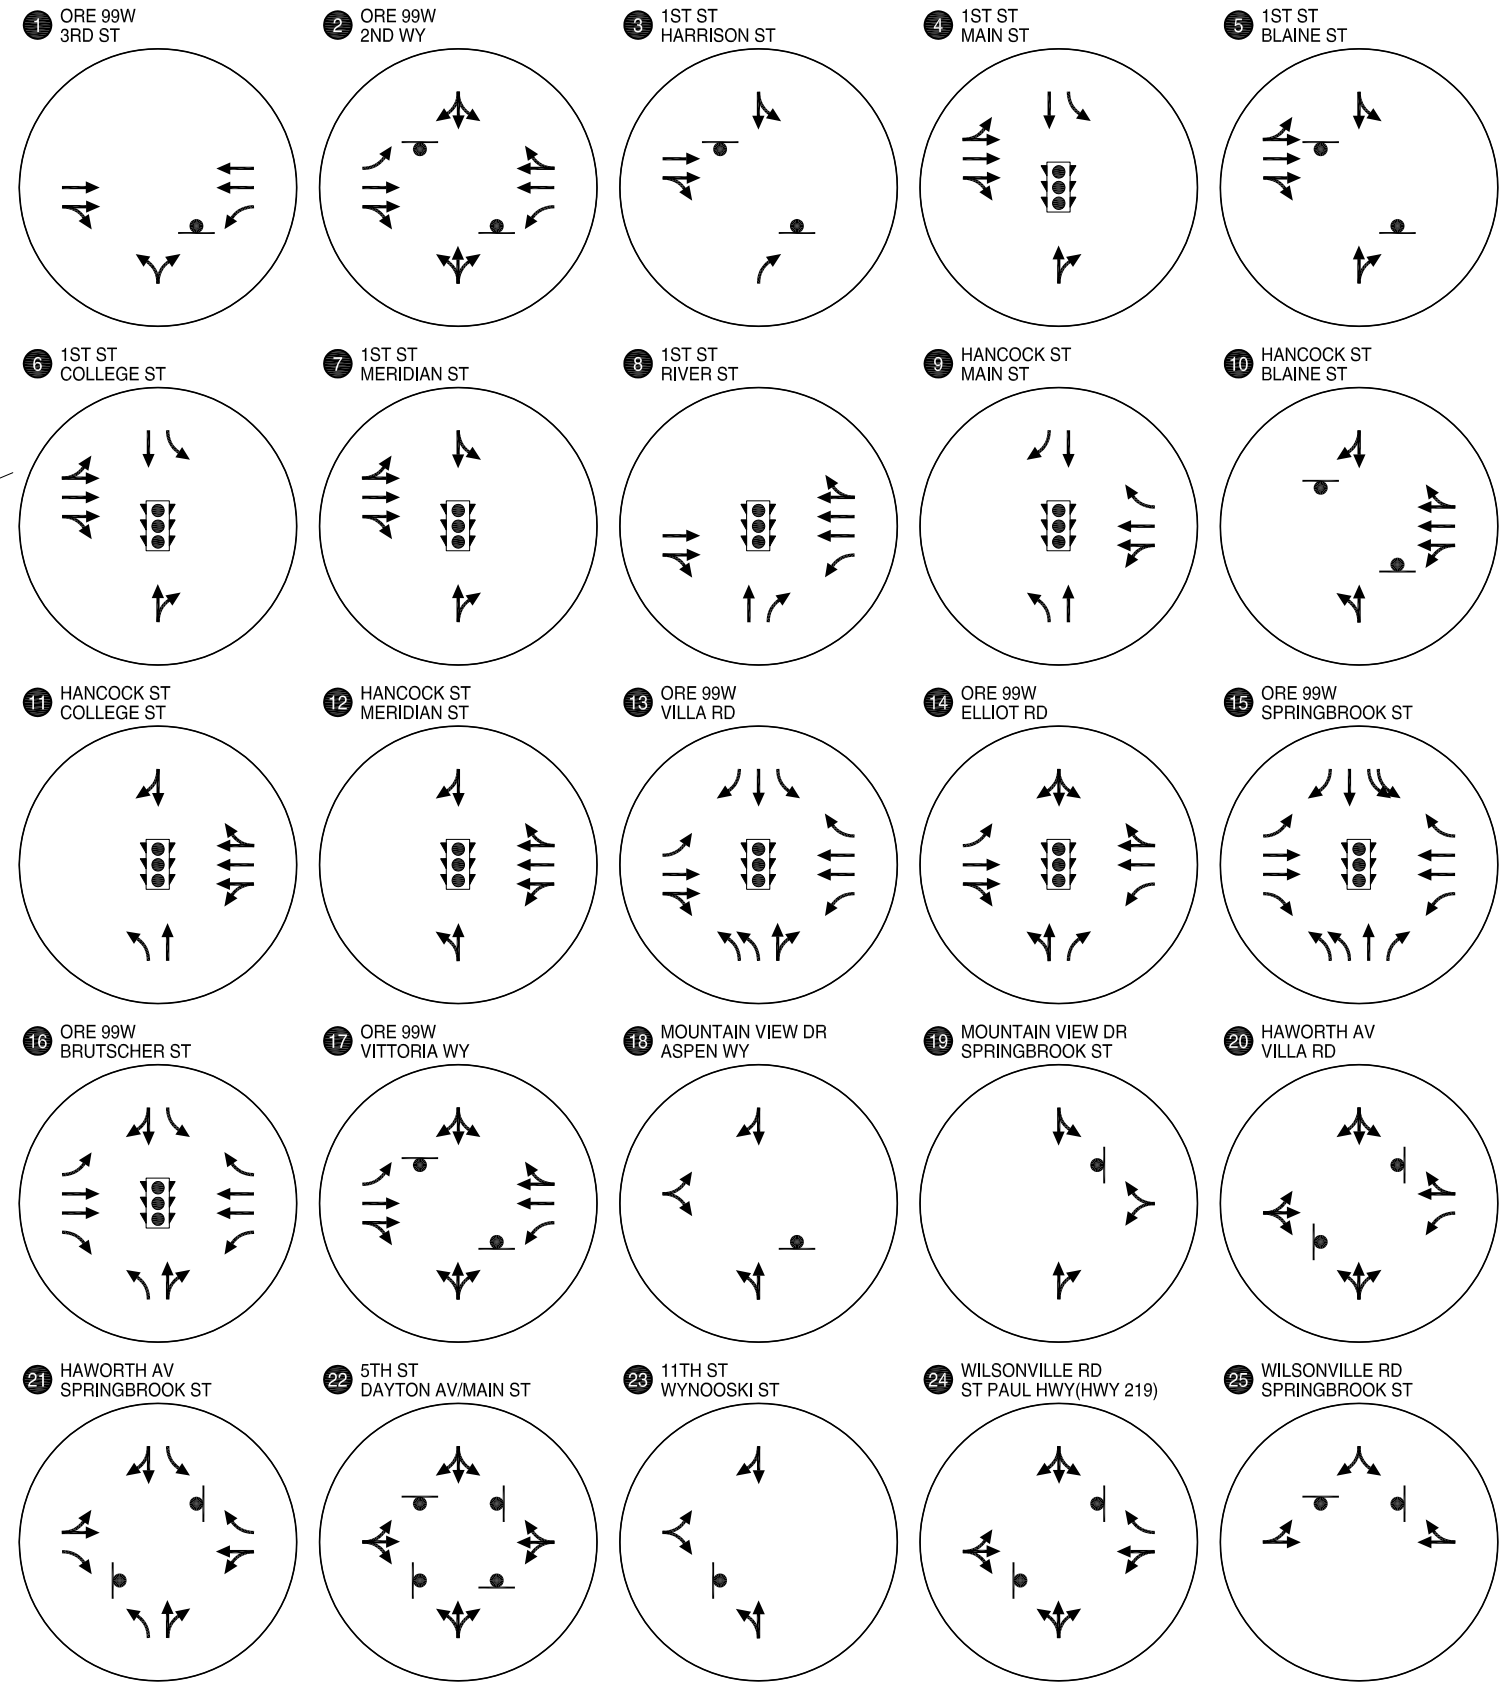 1 ORE 99W
3RD ST
2 ORE 99W
2ND WY
3 1ST ST
HARRISON ST
4 1ST ST
MAIN ST
5 1ST ST
BLAINE ST
6 1ST ST
COLLEGE ST
7 1ST ST
MERIDIAN ST
8 1ST ST
RIVER ST
9 HANCOCK ST
MAIN ST
10 HANCOCK ST
BLAINE ST
11 HANCOCK ST
COLLEGE ST
12 HANCOCK ST
MERIDIAN ST
13 ORE 99W
VILLA RD
14 ORE 99W
ELLIOT RD
15 ORE 99W
SPRINGBROOK ST
16 ORE 99W
BRUTSCHER ST
17 ORE 99W
VITTORIA WY
18 MOUNTAIN VIEW DR
ASPEN WY
19 MOUNTAIN VIEW DR
SPRINGBROOK ST
20 HAWORTH AV
VILLA RD
21 HAWORTH AV
SPRINGBROOK ST
22 5TH ST
DAYTON AV/MAIN ST
23 11TH ST
WYNOOSKI ST
24 WILSONVILLE RD
ST PAUL HWY(HWY 219)
25 WILSONVILLE RD
SPRINGBROOK ST